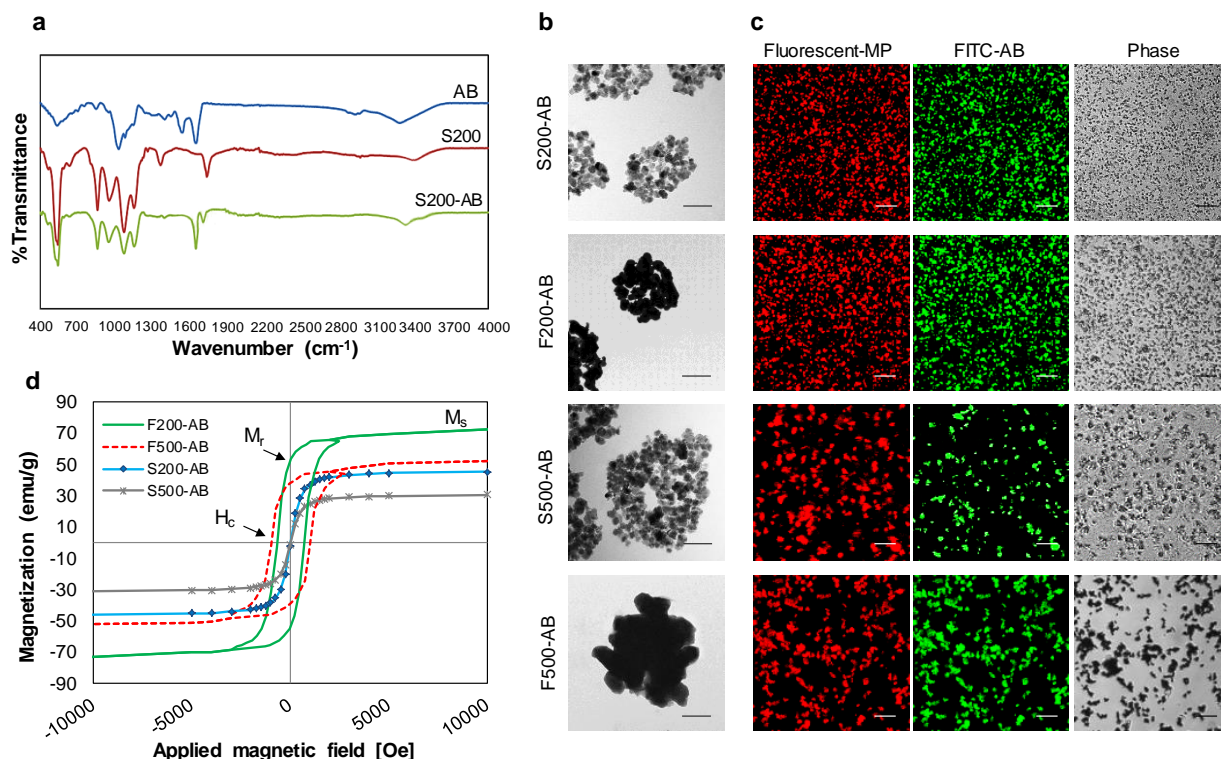 a
AB
S200
S200-AB
%Transmittance
400 700 1000 1300 1600 1900 2200 2500 2800 3100 3400 3700 4000
Wavenumber (cm⁻¹)
b
S200-AB
F200-AB
S500-AB
F500-AB
c
Fluorescent-MP FITC-AB Phase
d
90
70
50
30
10
-10
-30
-50
-70
-90
Magnetization (emu/g)
F200-AB
F500-AB
S200-AB
S500-AB
Mr
Ms
Hc
-10000 -5000 0 5000 10000
Applied magnetic field [Oe]